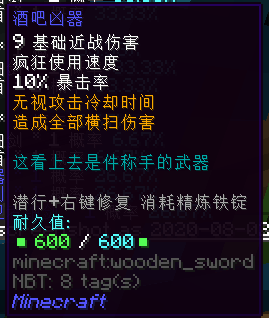 酒吧凶器
9 基础近战伤害
疯狂使用速度
10% 暴击率
无视攻击冷却时间
造成全部横扫伤害
这看上去是件称手的武器
潜行+右键修复 消耗精炼铁锭
耐久值:
600 / 600
minecraft:wooden_sword
NBT: 8 tag(s)
Minecraft